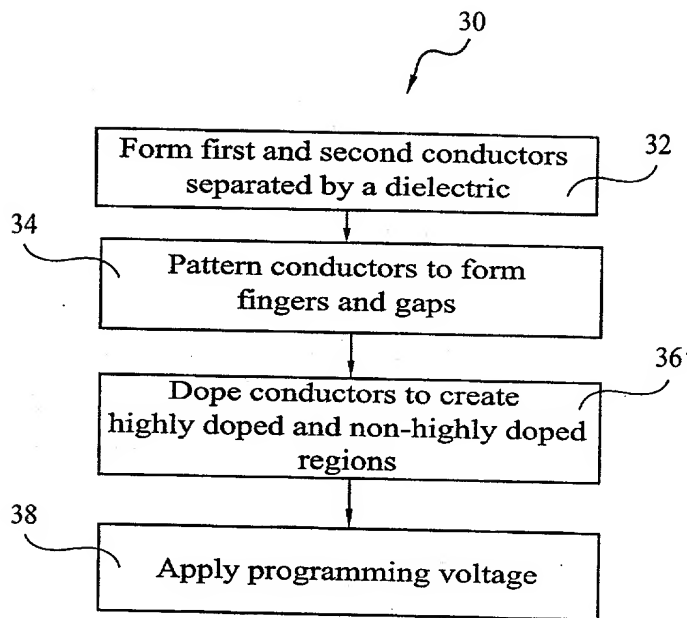 30
Form first and second conductors
separated by a dielectric
32
34
Pattern conductors to form
fingers and gaps
36
Dope conductors to create
highly doped and non-highly doped
regions
38
Apply programming voltage